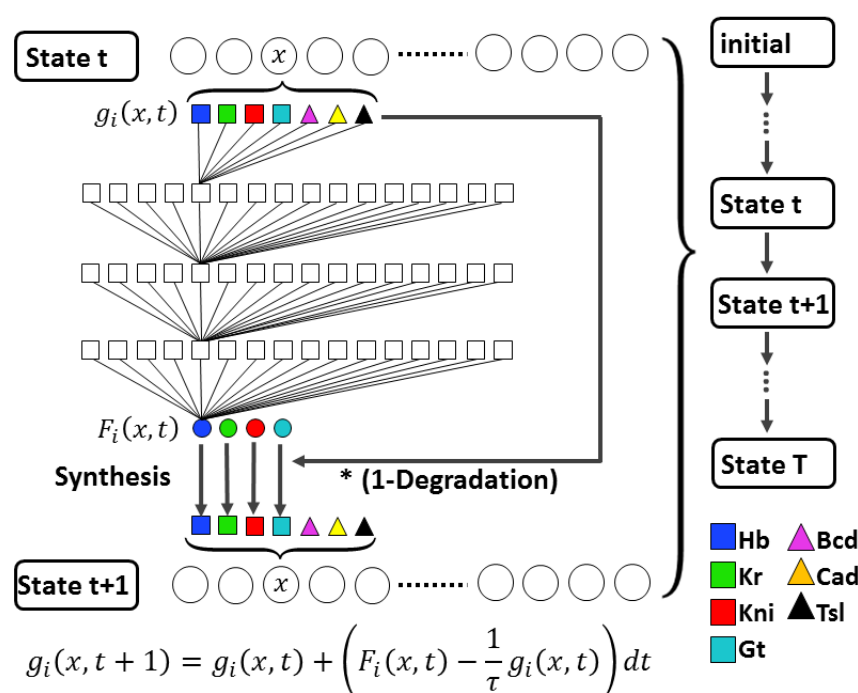 State t
x
initial
g_i(x,t)
State t
State t+1
F_i(x,t)
Synthesis
* (1-Degradation)
State T
Hb
Bcd
Kr
Cad
Kni
Tsl
Gt
State t+1
x
g_i(x,t+1) = g_i(x,t) + (F_i(x,t) − 1/τ g_i(x,t)) dt